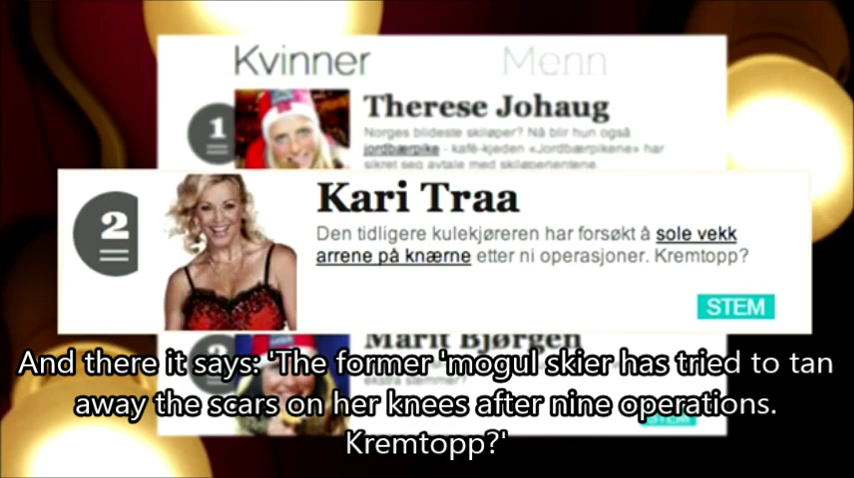 Kvinner
Menn
1
Therese Johaug
Norges blideste skiløper? Nå blir hun også
jordbærpike - kafé-kjeden «Jordbærpikene» har
sikret seg avtale med skiløperjentene.
2
Kari Traa
Den tidligere kulekjøreren har forsøkt å sole vekk
arrene på knærne etter ni operasjoner. Kremtopp?
STEM
Marit Bjørgen
ekstra stemmer?
And there it says: 'The former 'mogul skier has tried to tan
away the scars on her knees after nine operations.
Kremtopp?'